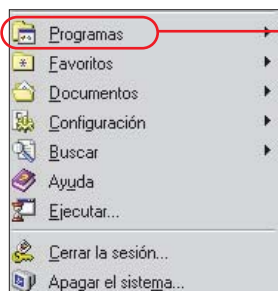 Programas
Favoritos
Documentos
Configuración
Buscar
Ayuda
Ejecutar...
Cerrar la sesión...
Apagar el sistema...